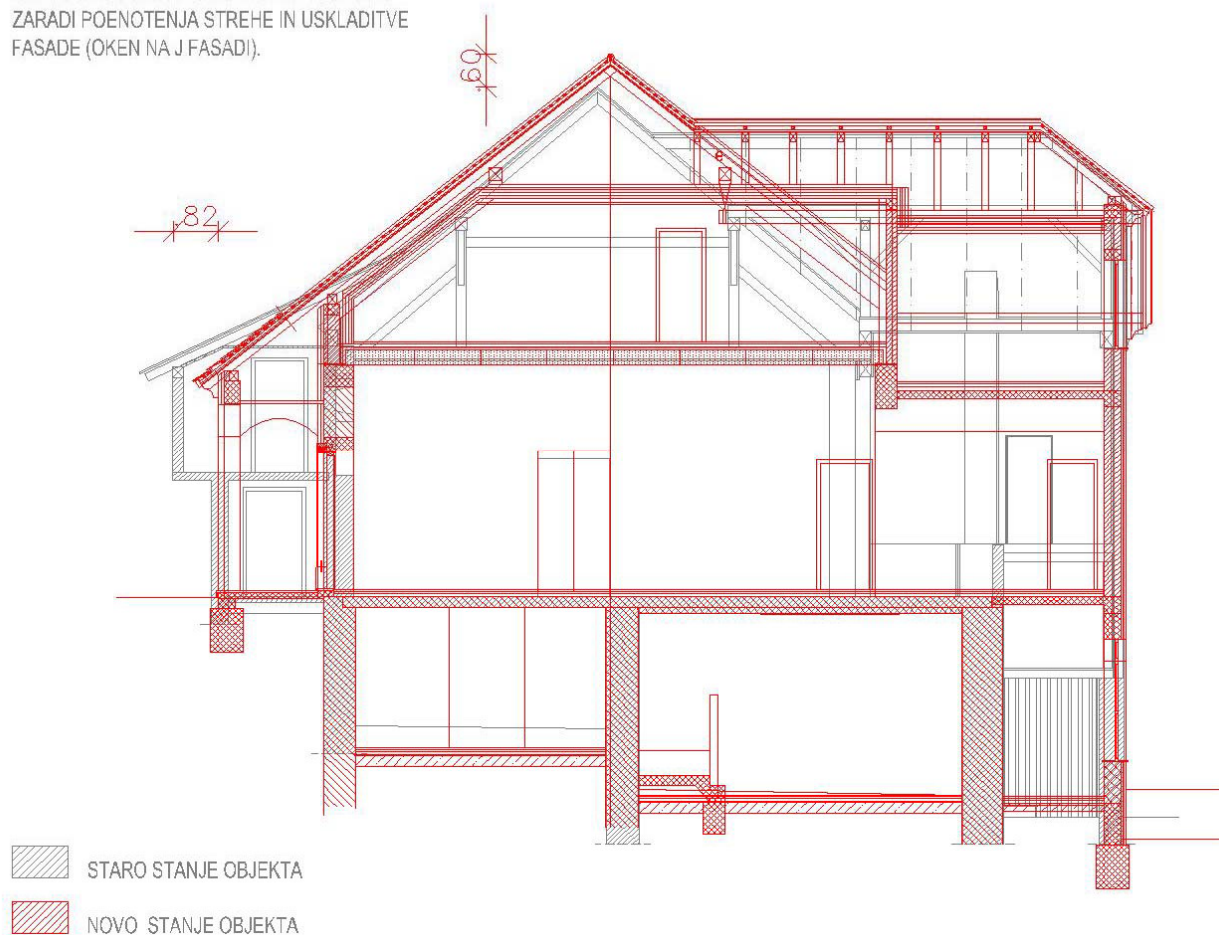 ZARADI POENOTENJA STREHE IN USKLADITVE
FASADE (OKEN NA J FASADI).
60
82
STARO STANJE OBJEKTA
NOVO STANJE OBJEKTA